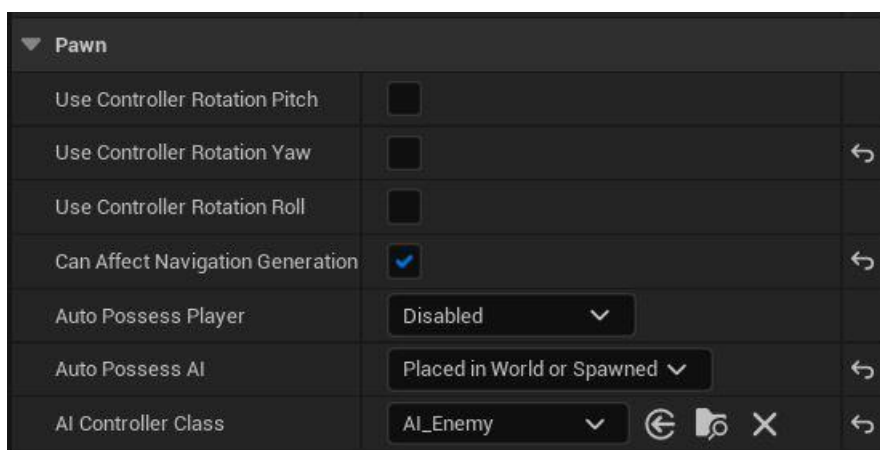 Pawn
Use Controller Rotation Pitch
Use Controller Rotation Yaw
Use Controller Rotation Roll
Can Affect Navigation Generation
Auto Possess Player Disabled
Auto Possess AI Placed in World or Spawned
AI Controller Class AI_Enemy